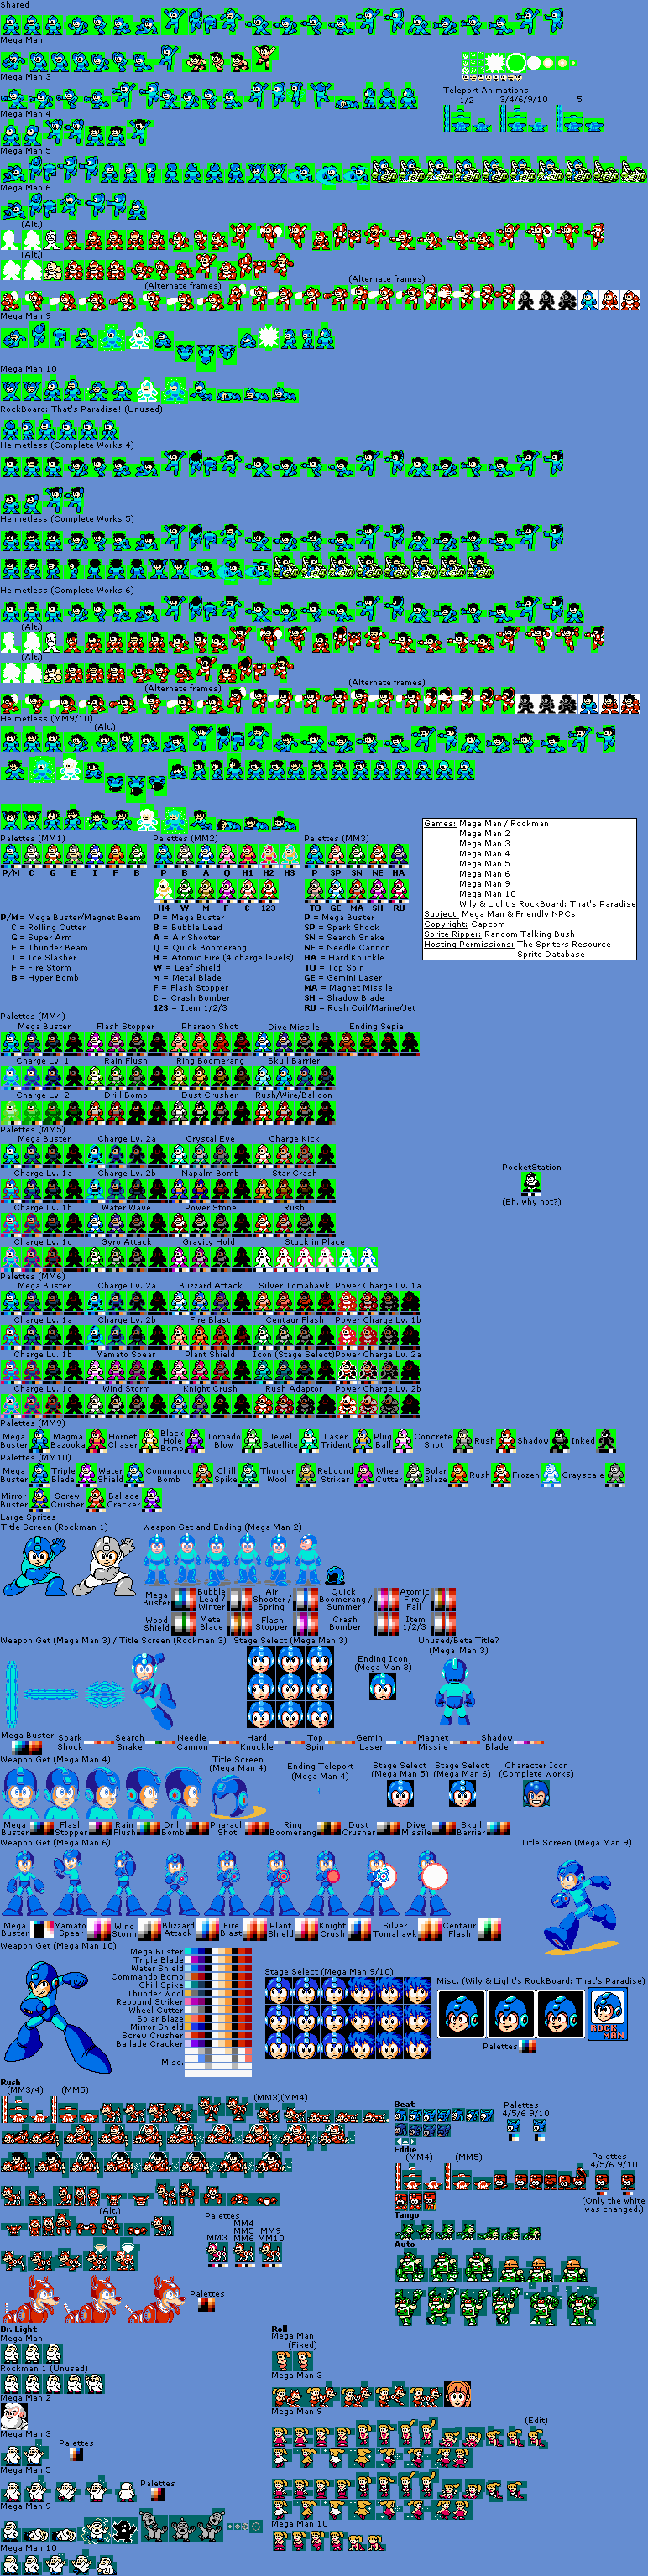 Shared
Mega Man
Mega Man 3
Teleport Animations
1/2 3/4/6/9/10 5
Mega Man 4
Mega Man 5
Mega Man 6
(Alt.)
(Alt.)
(Alternate frames)
(Alternate frames)
Mega Man 9
Mega Man 10
RockBoard: That's Paradise! (Unused)
Helmetless (Complete Works 4)
Helmetless (Complete Works 5)
Helmetless (Complete Works 6)
(Alt.)
(Alt.)
(Alternate frames)
(Alternate frames)
Helmetless (MM9/10)
(Alt.)
Palettes (MM1)
P/M C G E I F B
P/M = Mega Buster/Magnet Beam
C = Rolling Cutter
G = Super Arm
E = Thunder Beam
I = Ice Slasher
F = Fire Storm
B = Hyper Bomb
Palettes (MM2)
P B A Q H1 H2 H3
H4 W M F C 123
P = Mega Buster
B = Bubble Lead
A = Air Shooter
Q = Quick Boomerang
H = Atomic Fire (4 charge levels)
W = Leaf Shield
M = Metal Blade
F = Flash Stopper
C = Crash Bomber
123 = Item 1/2/3
Palettes (MM3)
P SP SN NE HA
TO GE MA SH RU
P = Mega Buster
SP = Spark Shock
SN = Search Snake
NE = Needle Cannon
HA = Hard Knuckle
TO = Top Spin
GE = Gemini Laser
MA = Magnet Missile
SH = Shadow Blade
RU = Rush Coil/Marine/Jet
Games: Mega Man / Rockman
Mega Man 2
Mega Man 3
Mega Man 4
Mega Man 5
Mega Man 6
Mega Man 9
Mega Man 10
Wily & Light's RockBoard: That's Paradise
Subject: Mega Man & Friendly NPCs
Copyright: Capcom
Sprite Ripper: Random Talking Bush
Hosting Permissions: The Spriters Resource
Sprite Database
Palettes (MM4)
Mega Buster Flash Stopper Pharaoh Shot Dive Missile Ending Sepia
Charge Lv. 1 Rain Flush Ring Boomerang Skull Barrier
Charge Lv. 2 Drill Bomb Dust Crusher Rush/Wire/Balloon
Palettes (MM5)
Mega Buster Charge Lv. 2a Crystal Eye Charge Kick
Charge Lv. 1a Charge Lv. 2b Napalm Bomb Star Crash
Charge Lv. 1b Water Wave Power Stone Rush
Charge Lv. 1c Gyro Attack Gravity Hold Stuck in Place
PocketStation
(Eh, why not?)
Palettes (MM6)
Mega Buster Charge Lv. 2a Blizzard Attack Silver Tomahawk Power Charge Lv. 1a
Charge Lv. 1a Charge Lv. 2b Fire Blast Centaur Flash Power Charge Lv. 1b
Charge Lv. 1b Yamato Spear Plant Shield Icon (Stage Select) Power Charge Lv. 2a
Charge Lv. 1c Wind Storm Knight Crush Rush Adaptor Power Charge Lv. 2b
Palettes (MM9)
Mega Buster Magma Bazooka Hornet Chaser Black Hole Bomb Tornado Blow Jewel Satellite Laser Trident Plug Ball Concrete Shot Rush Shadow Inked
Palettes (MM10)
Mega Buster Triple Blade Water Shield Commando Bomb Chill Spike Thunder Wool Rebound Striker Wheel Cutter Solar Blaze Rush Frozen Grayscale
Mirror Buster Screw Crusher Ballade Cracker
Large Sprites
Title Screen (Rockman 1)
Weapon Get and Ending (Mega Man 2)
Mega Buster Bubble Lead / Winter Air Shooter / Spring Quick Boomerang / Summer Atomic Fire / Fall
Wood Shield Metal Blade Flash Stopper Crash Bomber Item 1/2/3
Weapon Get (Mega Man 3) / Title Screen (Rockman 3)
Stage Select (Mega Man 3)
Ending Icon
(Mega Man 3)
Unused/Beta Title?
(Mega Man 3)
Mega Buster Spark Shock Search Snake Needle Cannon Hard Knuckle Top Spin Gemini Laser Magnet Missile Shadow Blade
Weapon Get (Mega Man 4)
Title Screen
(Mega Man 4)
Ending Teleport
(Mega Man 4)
Stage Select
(Mega Man 5)
Stage Select
(Mega Man 6)
Character Icon
(Complete Works)
Mega Buster Flash Stopper Rain Flush Drill Bomb Pharaoh Shot Ring Boomerang Dust Crusher Dive Missile Skull Barrier
Weapon Get (Mega Man 6)
Title Screen (Mega Man 9)
Mega Buster Yamato Spear Wind Storm Blizzard Attack Fire Blast Plant Shield Knight Crush Silver Tomahawk Centaur Flash
Weapon Get (Mega Man 10)
Mega Buster
Triple Blade
Water Shield
Commando Bomb
Chill Spike
Thunder Wool
Rebound Striker
Wheel Cutter
Solar Blaze
Mirror Shield
Screw Crusher
Ballade Cracker
Misc.
Stage Select (Mega Man 9/10)
Misc. (Wily & Light's RockBoard: That's Paradise)
ROCK
MAN
Palettes
Rush
(MM3/4) (MM5)
(MM3)(MM4)
(Alt.)
Palettes
MM3 MM4 MM5 MM6 MM9 MM10
Palettes
Beat
Palettes
4/5/6 9/10
Eddie
(MM4) (MM5)
Palettes
4/5/6 9/10
(Only the white
was changed.)
Tango
Auto
Dr. Light
Mega Man
Rockman 1 (Unused)
Mega Man 2
Mega Man 3
Palettes
Mega Man 5
Palettes
Mega Man 9
Mega Man 10
Roll
Mega Man
(Fixed)
Mega Man 3
Mega Man 9
(Edit)
Mega Man 10